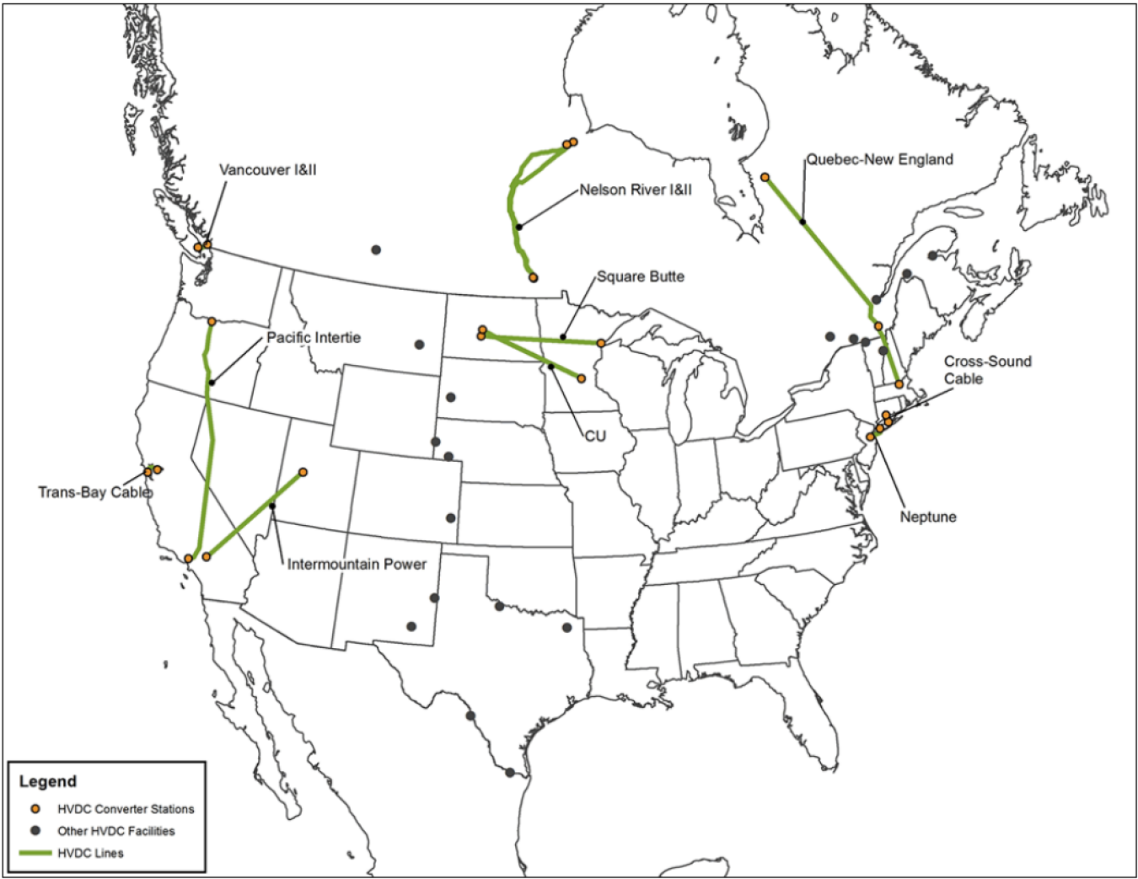 Vancouver I&II
Quebec-New England
Nelson River I&II
Square Butte
Pacific Intertie
Cross-Sound
Cable
CU
Trans-Bay Cable
Neptune
Intermountain Power
Legend
HVDC Converter Stations
Other HVDC Facilities
HVDC Lines